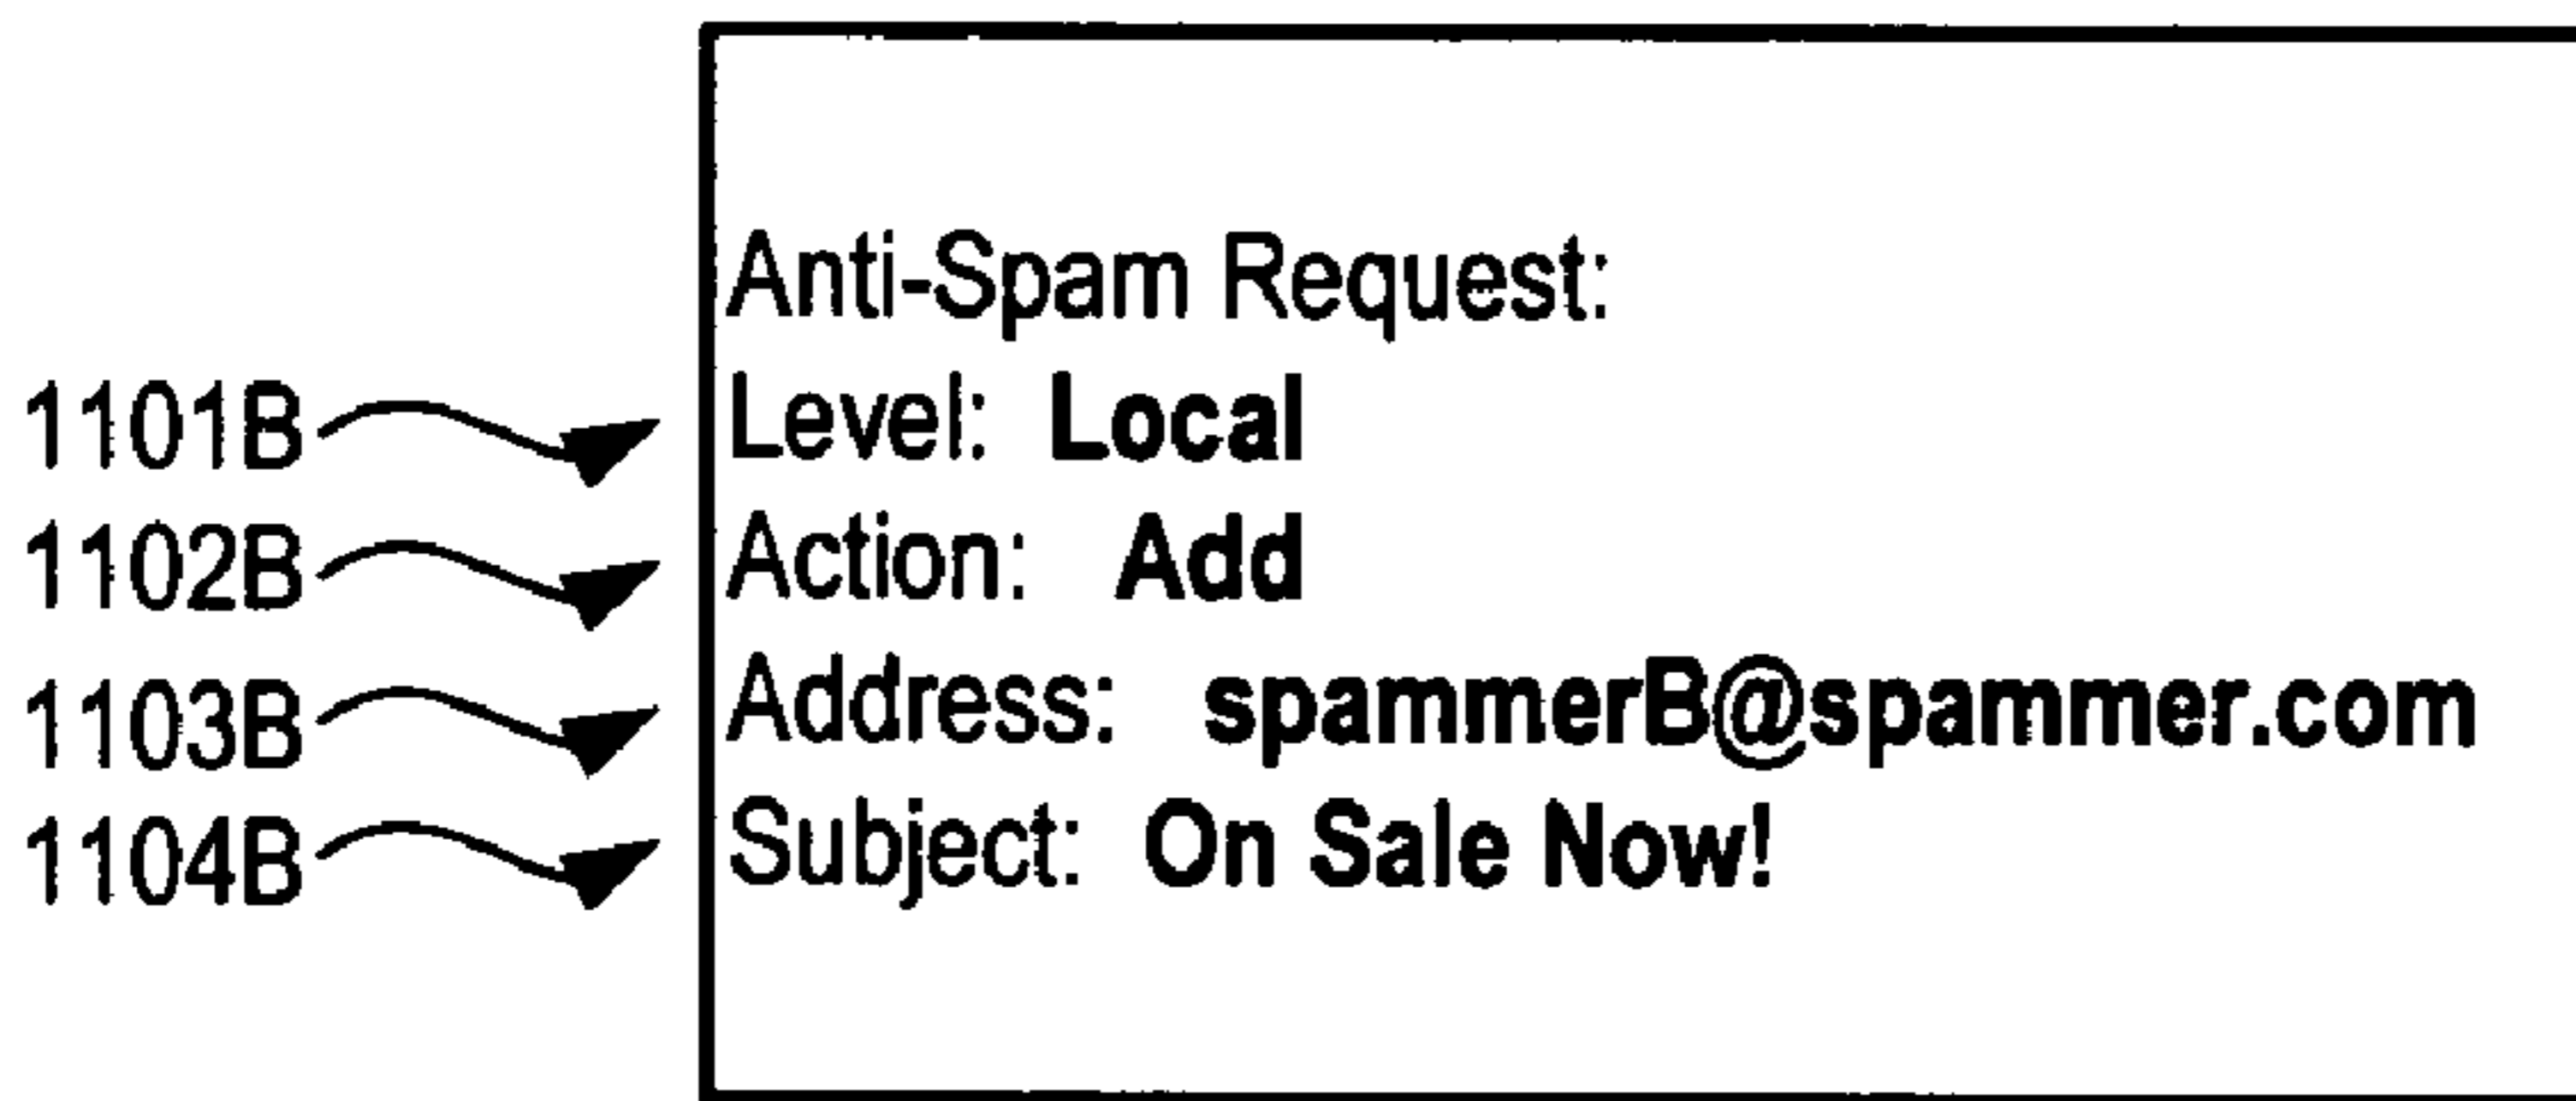 Anti-Spam Request:
1101B Level: Local
1102B Action: Add
1103B Address: spammerB@spammer.com
1104B Subject: On Sale Now!